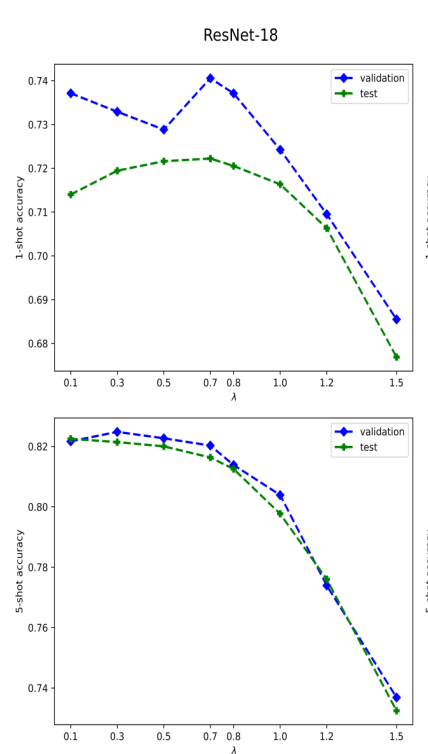 ResNet-18
0.74
0.73
0.72
0.71
0.70
0.69
0.68
1-shot accuracy
validation
test
0.1 0.3 0.5 0.7 0.8 1.0 1.2 1.5
λ
0.82
0.80
0.78
0.76
0.74
5-shot accuracy
validation
test
0.1 0.3 0.5 0.7 0.8 1.0 1.2 1.5
λ